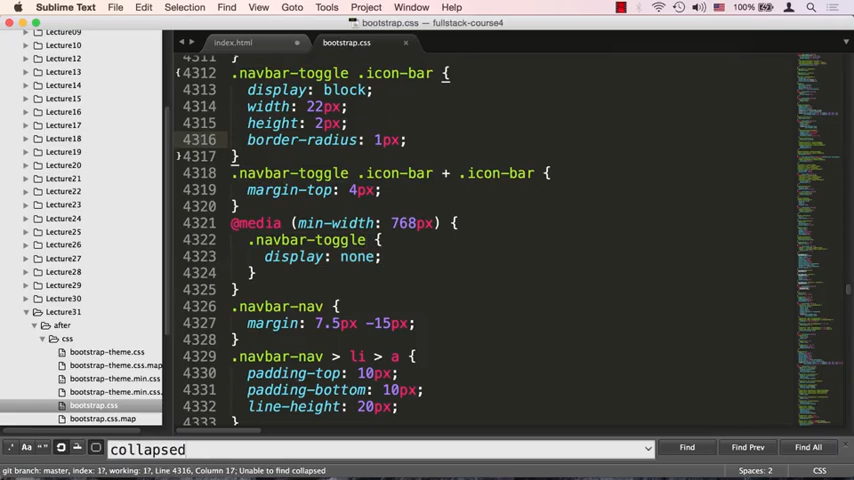 Sublime Text File Edit Selection Find View Goto Tools Project Window Help 100%
bootstrap.css — fullstack-course4
index.html bootstrap.css
Lecture09
Lecture10
Lecture12
Lecture13
Lecture14
Lecture15
Lecture16
Lecture17
Lecture18
Lecture19
Lecture20
Lecture21
Lecture22
Lecture23
Lecture24
Lecture25
Lecture26
Lecture27
Lecture28
Lecture29
Lecture30
Lecture31
after
css
bootstrap-theme.css
bootstrap-theme.css.map
bootstrap-theme.min.css
bootstrap-theme.min.css.
bootstrap.css
bootstrap.css.map
4311 }
4312 .navbar-toggle .icon-bar {
4313 display: block;
4314 width: 22px;
4315 height: 2px;
4316 border-radius: 1px;
4317 }
4318 .navbar-toggle .icon-bar + .icon-bar {
4319 margin-top: 4px;
4320 }
4321 @media (min-width: 768px) {
4322 .navbar-toggle {
4323 display: none;
4324 }
4325 }
4326 .navbar-nav {
4327 margin: 7.5px -15px;
4328 }
4329 .navbar-nav > li > a {
4330 padding-top: 10px;
4331 padding-bottom: 10px;
4332 line-height: 20px;
4333 }
.* Aa “” collapsed Find Find Prev Find All
git branch: master, index: 1?, working: 1?, Line 4316, Column 17; Unable to find collapsed Spaces: 2 CSS